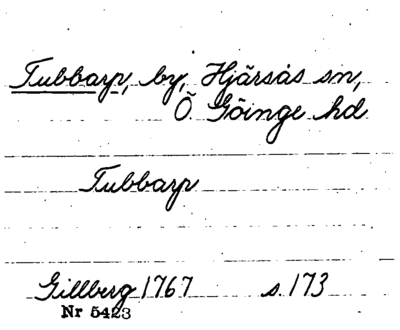 Tubbarp, by, Hjärsås sn,
Ö Göinge hd
Tubbarp
Gillberg 1767 s. 173
Nr 5423